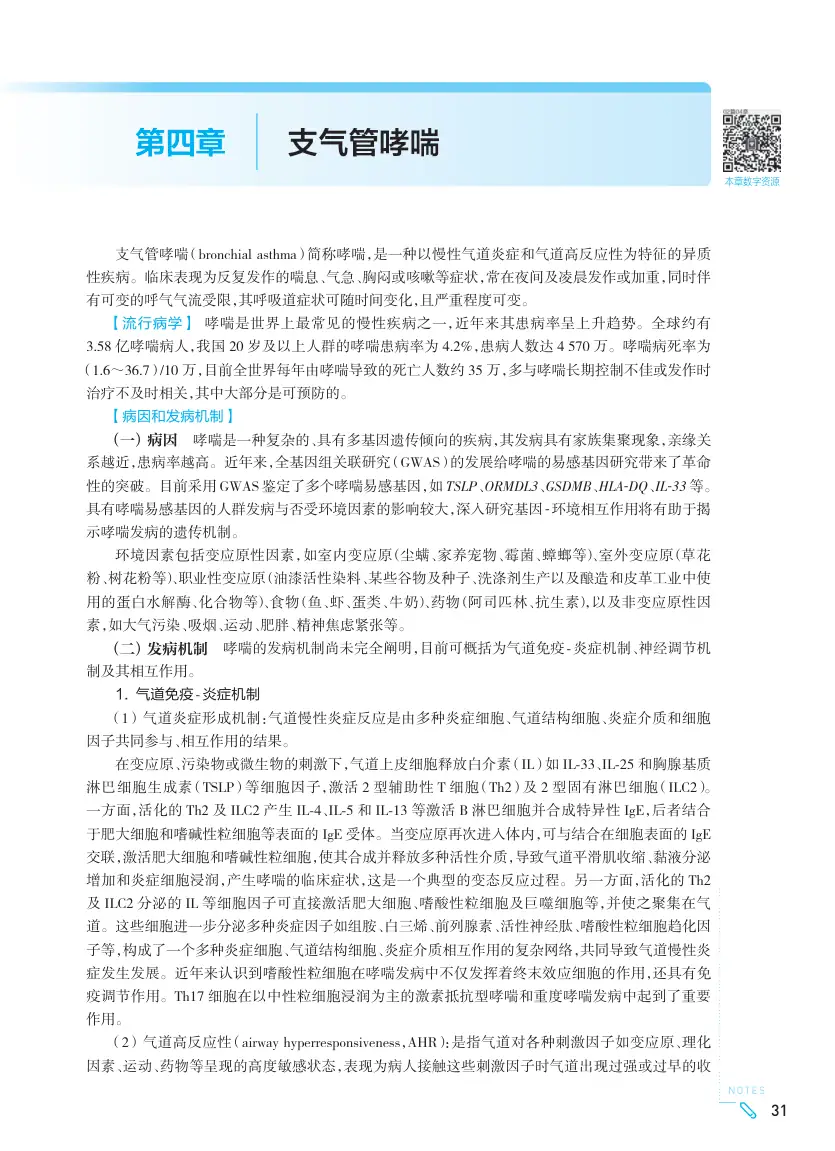 第四章
支气管哮喘
本章数字资源
支气管哮喘(bronchial asthma)简称哮喘,是一种以慢性气道炎症和气道高反应性为特征的异质
性疾病。临床表现为反复发作的喘息、气急、胸闷或咳嗽等症状,常在夜间及凌晨发作或加重,同时伴
有可变的呼气气流受限,其呼吸道症状可随时间变化,且严重程度可变。
【流行病学】 哮喘是世界上最常见的慢性疾病之一,近年来其患病率呈上升趋势。全球约有
3.58 亿哮喘病人,我国 20 岁及以上人群的哮喘患病率为 4.2%,患病人数达 4 570 万。哮喘病死率为
(1.6~36.7)/10 万,目前全世界每年由哮喘导致的死亡人数约 35 万,多与哮喘长期控制不佳或发作时
治疗不及时相关,其中大部分是可预防的。
【病因和发病机制】
(一)病因 哮喘是一种复杂的、具有多基因遗传倾向的疾病,其发病具有家族集聚现象,亲缘关
系越近,患病率越高。近年来,全基因组关联研究(GWAS)的发展给哮喘的易感基因研究带来了革命
性的突破。目前采用 GWAS 鉴定了多个哮喘易感基因,如 TSLP、ORMDL3、GSDMB、HLA-DQ、IL-33 等。
具有哮喘易感基因的人群发病与否受环境因素的影响较大,深入研究基因-环境相互作用将有助于揭
示哮喘发病的遗传机制。
环境因素包括变应原性因素,如室内变应原(尘螨、家养宠物、霉菌、蟑螂等)、室外变应原(草花
粉、树花粉等)、职业性变应原(油漆活性染料、某些谷物及种子、洗涤剂生产以及酿造和皮革工业中使
用的蛋白水解酶、化合物等)、食物(鱼、虾、蛋类、牛奶)、药物(阿司匹林、抗生素),以及非变应原性因
素,如大气污染、吸烟、运动、肥胖、精神焦虑紧张等。
(二)发病机制 哮喘的发病机制尚未完全阐明,目前可概括为气道免疫-炎症机制、神经调节机
制及其相互作用。
1. 气道免疫-炎症机制
(1)气道炎症形成机制:气道慢性炎症反应是由多种炎症细胞、气道结构细胞、炎症介质和细胞
因子共同参与、相互作用的结果。
在变应原、污染物或微生物的刺激下,气道上皮细胞释放白介素(IL)如 IL-33、IL-25 和胸腺基质
淋巴细胞生成素(TSLP)等细胞因子,激活 2 型辅助性 T 细胞(Th2)及 2 型固有淋巴细胞(ILC2)。
一方面,活化的 Th2 及 ILC2 产生 IL-4、IL-5 和 IL-13 等激活 B 淋巴细胞并合成特异性 IgE,后者结合
于肥大细胞和嗜碱性粒细胞等表面的 IgE 受体。当变应原再次进入体内,可与结合在细胞表面的 IgE
交联,激活肥大细胞和嗜碱性粒细胞,使其合成并释放多种活性介质,导致气道平滑肌收缩、黏液分泌
增加和炎症细胞浸润,产生哮喘的临床症状,这是一个典型的变态反应过程。另一方面,活化的 Th2
及 ILC2 分泌的 IL 等细胞因子可直接激活肥大细胞、嗜酸性粒细胞及巨噬细胞等,并使之聚集在气
道。这些细胞进一步分泌多种炎症因子如组胺、白三烯、前列腺素、活性神经肽、嗜酸性粒细胞趋化因
子等,构成了一个多种炎症细胞、气道结构细胞、炎症介质相互作用的复杂网络,共同导致气道慢性炎
症发生发展。近年来认识到嗜酸性粒细胞在哮喘发病中不仅发挥着终末效应细胞的作用,还具有免
疫调节作用。Th17 细胞在以中性粒细胞浸润为主的激素抵抗型哮喘和重度哮喘发病中起到了重要
作用。
(2)气道高反应性(airway hyperresponsiveness,AHR):是指气道对各种刺激因子如变应原、理化
因素、运动、药物等呈现的高度敏感状态,表现为病人接触这些刺激因子时气道出现过强或过早的收
NOTES
31